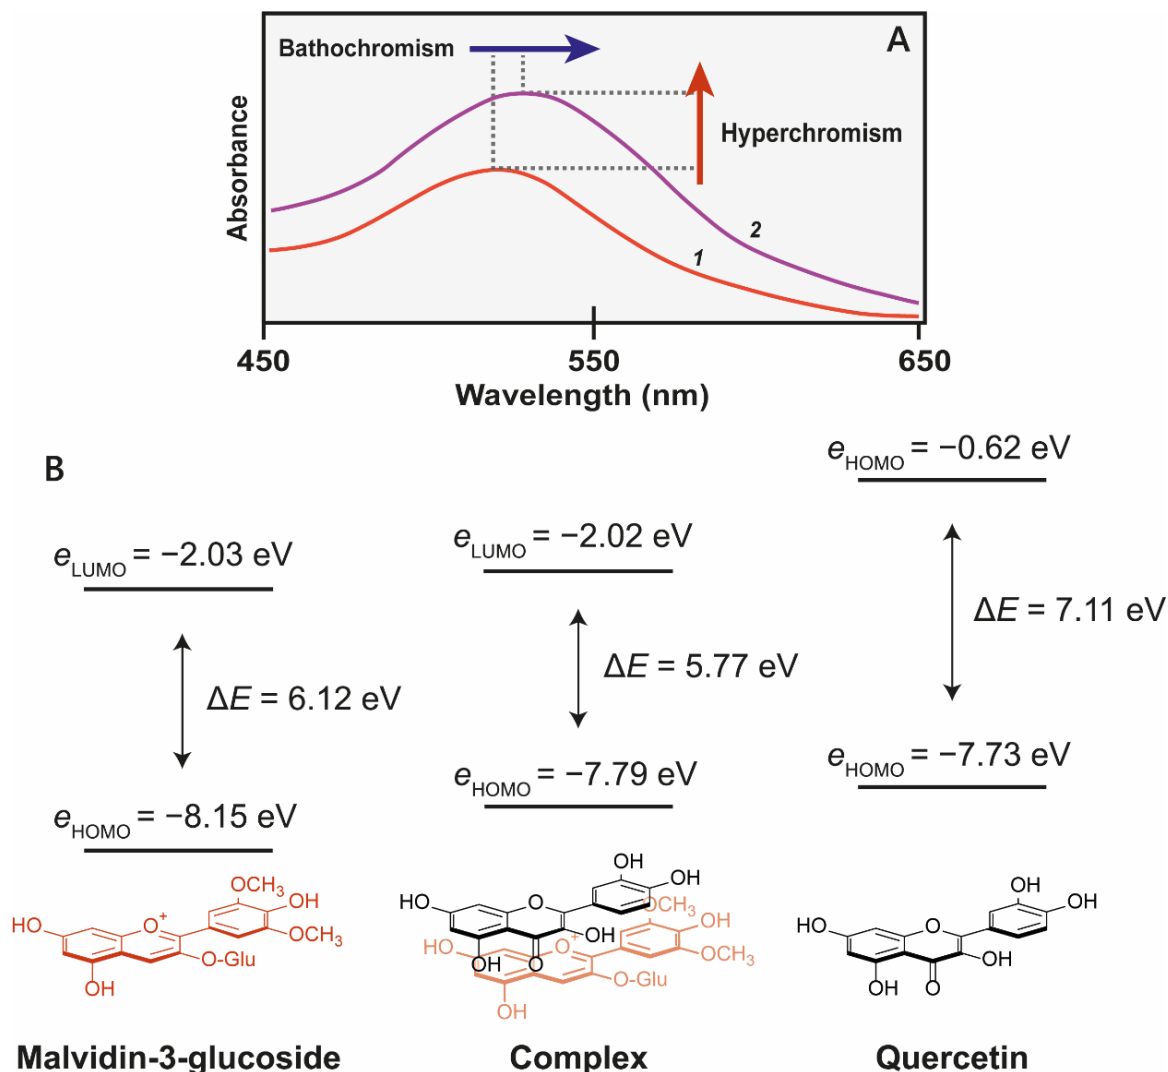 A
Bathochromism
Hyperchromism
Absorbance
1
2
450
550
650
Wavelength (nm)
B
eHOMO = −0.62 eV
eLUMO = −2.03 eV
eLUMO = −2.02 eV
ΔE = 7.11 eV
ΔE = 6.12 eV
ΔE = 5.77 eV
eHOMO = −8.15 eV
eHOMO = −7.79 eV
eHOMO = −7.73 eV
OCH3
OH
OCH3
HO
O+
O-Glu
OH
OH
OH
HO
O
OCH3
OH
OH
OCH3
HO
O+
OH
O
O-Glu
OH
OH
OH
HO
O
OH
OH
O
Malvidin-3-glucoside
Complex
Quercetin